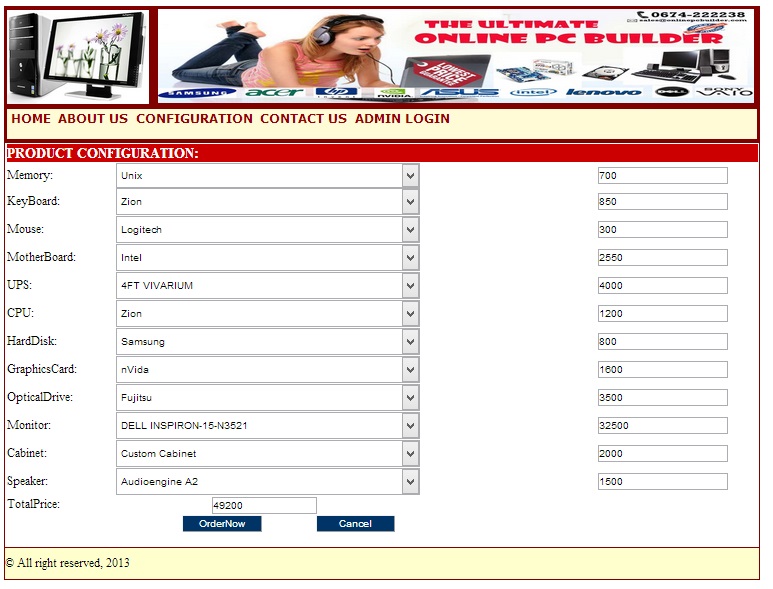 THE ULTIMATE
ONLINE PC BUILDER
0674-222238
sales@onlinepcbuilder.com
LOWEST PRICE GUARANTEE
SAMSUNG acer hp NVIDIA ASUS intel lenovo DELL SONY VAIO
HOME ABOUT US CONFIGURATION CONTACT US ADMIN LOGIN
PRODUCT CONFIGURATION:
Memory: Unix 700
KeyBoard: Zion 850
Mouse: Logitech 300
MotherBoard: Intel 2550
UPS: 4FT VIVARIUM 4000
CPU: Zion 1200
HardDisk: Samsung 800
GraphicsCard: nVida 1600
OpticalDrive: Fujitsu 3500
Monitor: DELL INSPIRON-15-N3521 32500
Cabinet: Custom Cabinet 2000
Speaker: Audioengine A2 1500
TotalPrice: 49200
OrderNow Cancel
© All right reserved, 2013